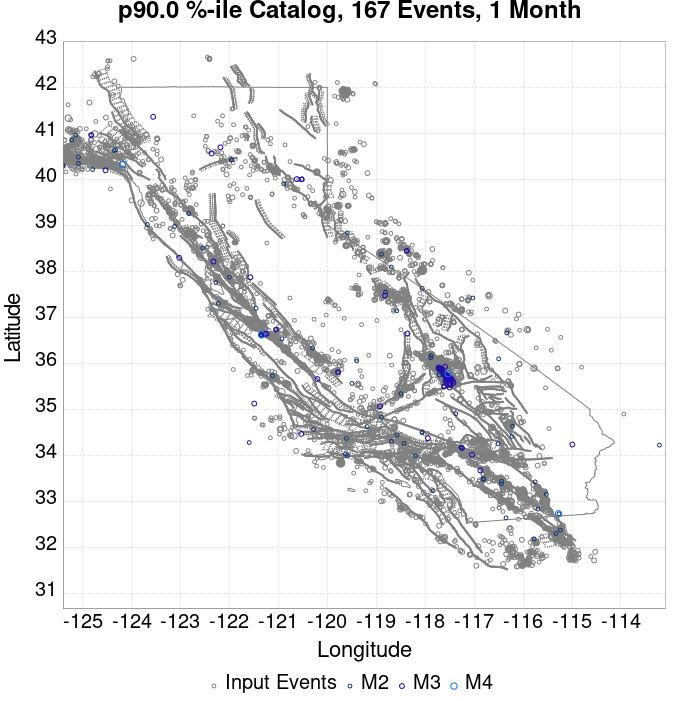 p90.0 %-ile Catalog, 167 Events, 1 Month
43
42
41
40
39
38
37
36
35
34
33
32
31
Latitude
-125 -124 -123 -122 -121 -120 -119 -118 -117 -116 -115 -114
Longitude
Input Events M2 M3 M4